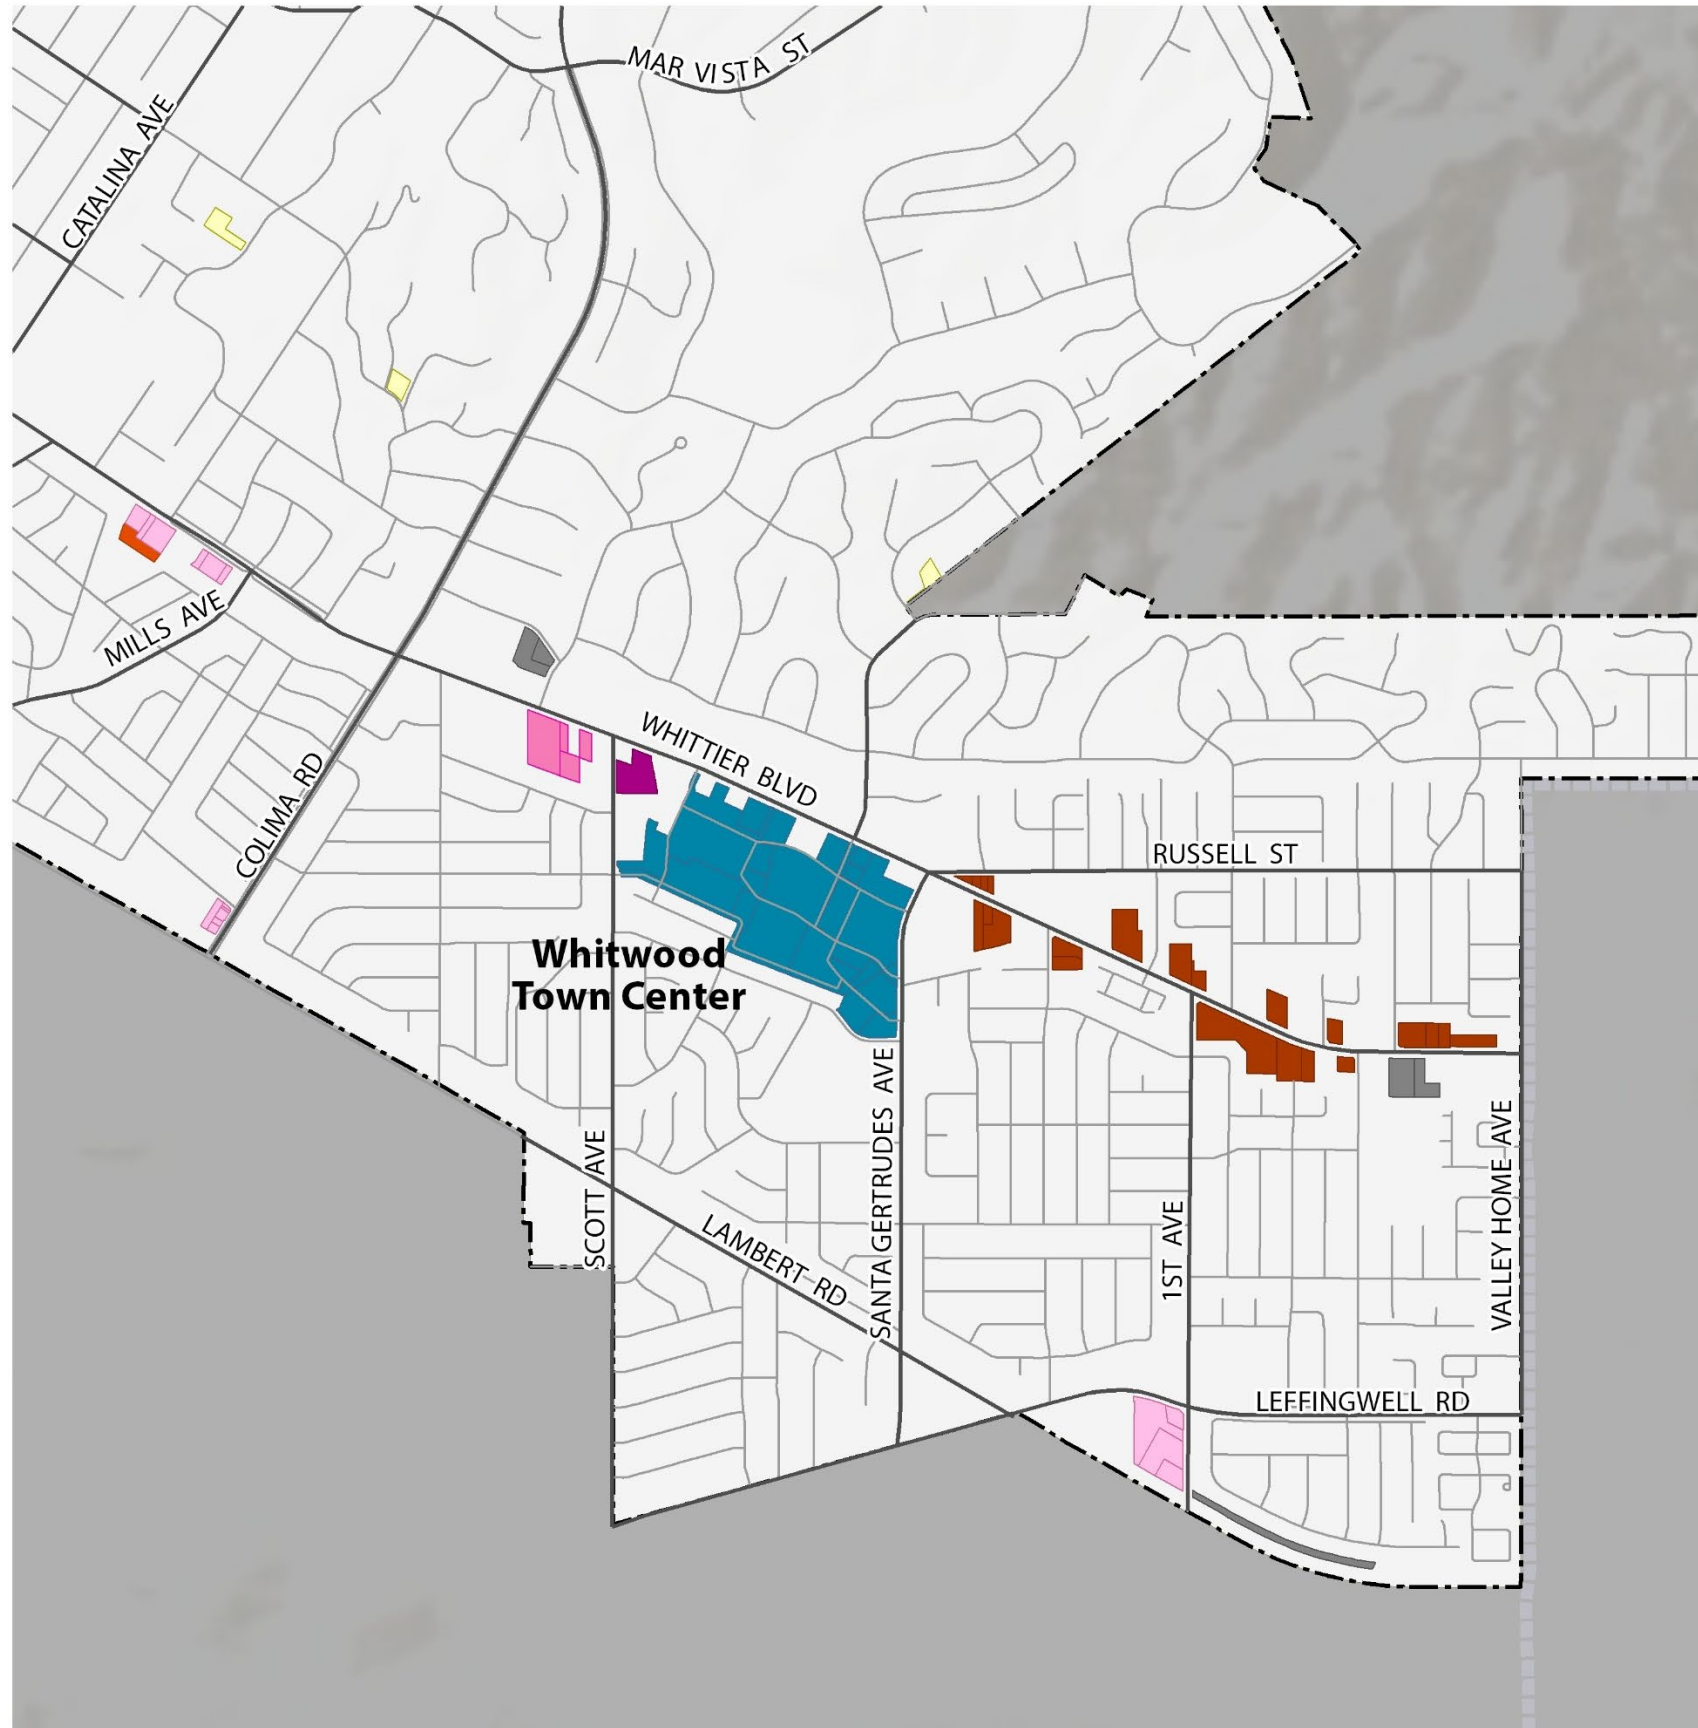 MAR VISTA ST
CATALINA AVE
MILLS AVE
WHITTIER BLVD
COLIMA RD
RUSSELL ST
Whitwood
Town Center
SANTA GERTRUDES AVE
SCOTT AVE
VALLEY HOME AVE
1ST AVE
LAMBERT RD
LEFFINGWELL RD